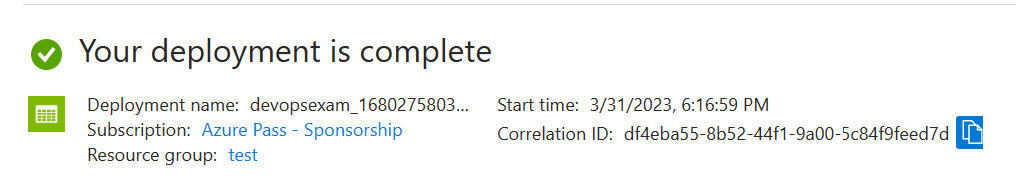 Your deployment is complete
Deployment name: devopsexam_1680275803...
Subscription: Azure Pass - Sponsorship
Resource group: test
Start time: 3/31/2023, 6:16:59 PM
Correlation ID: df4eba55-8b52-44f1-9a00-5c84f9feed7d